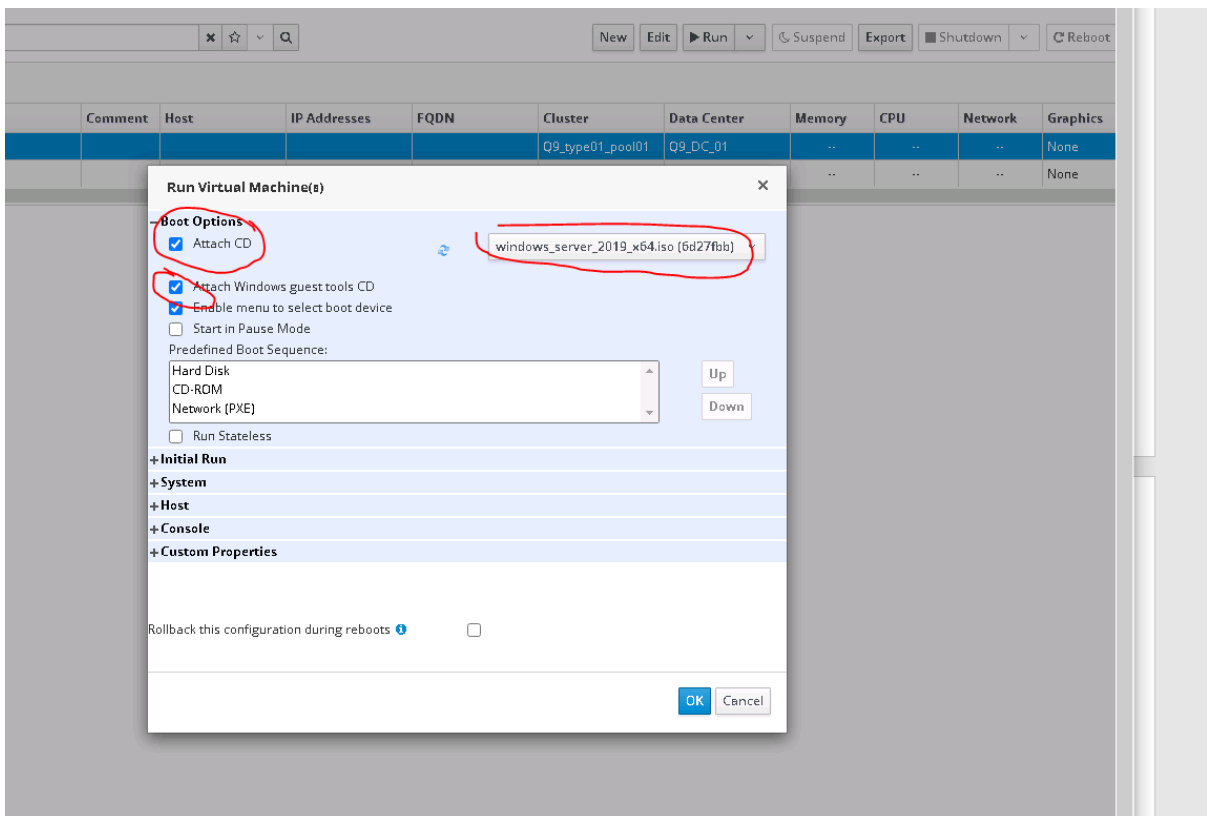 New Edit Run Suspend Export Shutdown Reboot
Comment Host IP Addresses FQDN Cluster Data Center Memory CPU Network Graphics
Q9_type01_pool01 Q9_DC_01 -- -- -- None
-- -- -- None
Run Virtual Machine(s)
Boot Options
Attach CD windows_server_2019_x64.iso (6d27fbb)
Attach Windows guest tools CD
Enable menu to select boot device
Start in Pause Mode
Predefined Boot Sequence:
Hard Disk Up
CD-ROM
Network (PXE) Down
Run Stateless
Initial Run
System
Host
Console
Custom Properties
Rollback this configuration during reboots
OK Cancel